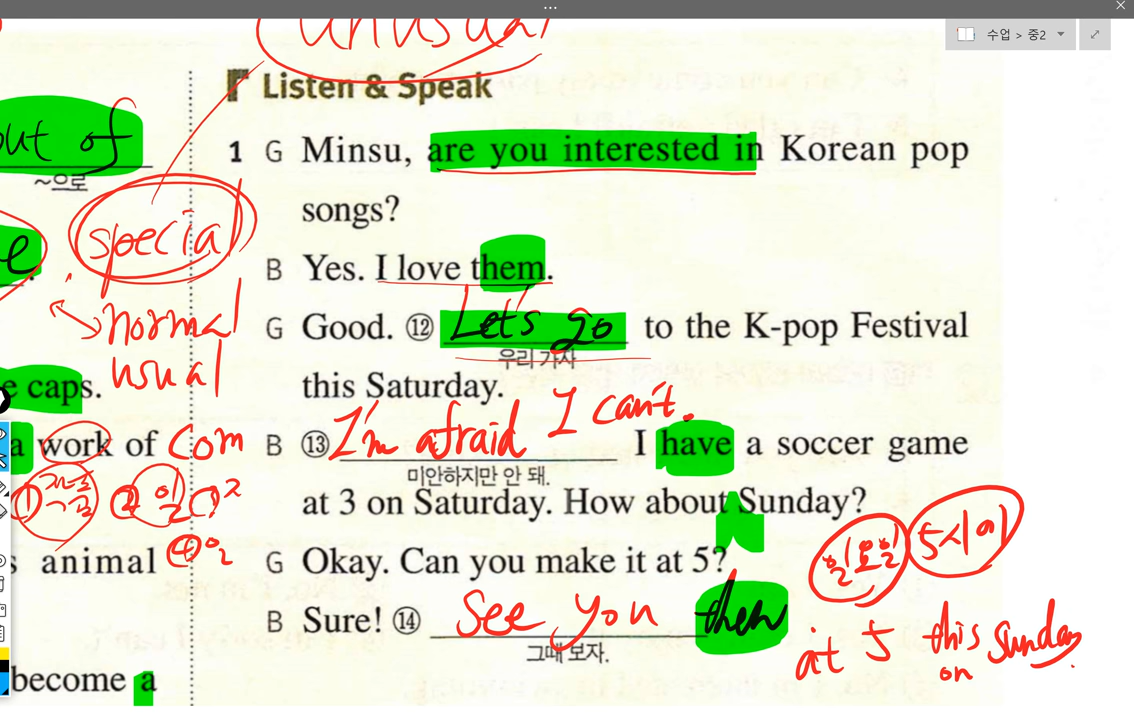 수업 > 중2
unusual
Listen & Speak
out of
~으로
special
normal
usual
e caps.
a work of com
① ② 일
④
s animal
become a
1 G Minsu, are you interested in Korean pop
songs?
B Yes. I love them.
G Good. ⑫ Let's go to the K-pop Festival
우리 가자
this Saturday.
B ⑬ I'm afraid I can't. I have a soccer game
미안하지만 안 돼.
at 3 on Saturday. How about Sunday?
G Okay. Can you make it at 5?
B Sure! ⑭ See you then
그때 보자.
일요일 5시에
at 5 this Sunday
on